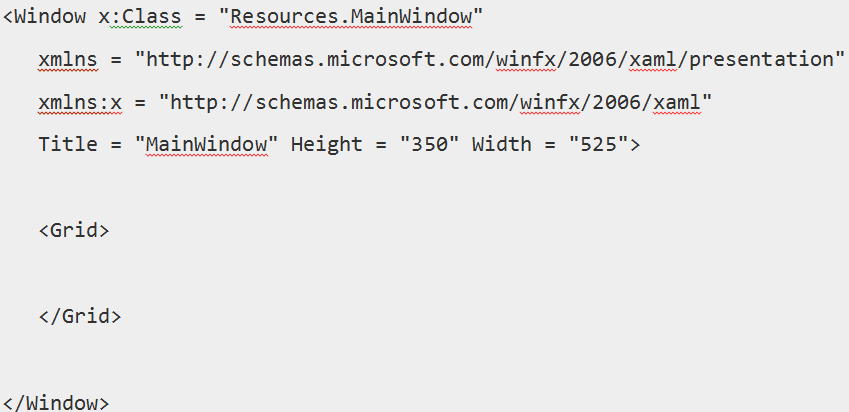 <Window x:Class = "Resources.MainWindow"
xmlns = "http://schemas.microsoft.com/winfx/2006/xaml/presentation"
xmlns:x = "http://schemas.microsoft.com/winfx/2006/xaml"
Title = "MainWindow" Height = "350" Width = "525">
<Grid>
</Grid>
</Window>